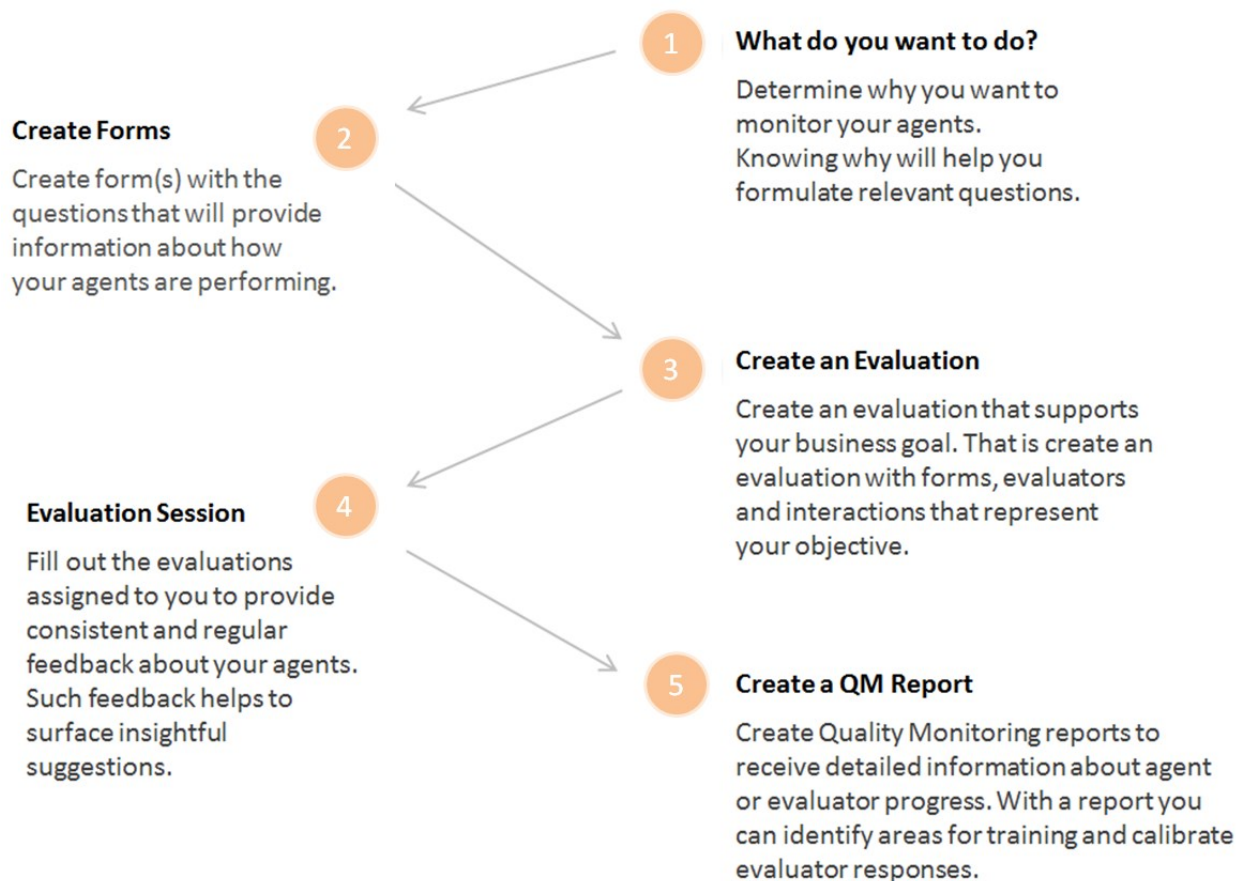 1
What do you want to do?
Determine why you want to
monitor your agents.
Knowing why will help you
formulate relevant questions.
2
Create Forms
Create form(s) with the
questions that will provide
information about how
your agents are performing.
3
Create an Evaluation
Create an evaluation that supports
your business goal. That is create an
evaluation with forms, evaluators
and interactions that represent
your objective.
4
Evaluation Session
Fill out the evaluations
assigned to you to provide
consistent and regular
feedback about your agents.
Such feedback helps to
surface insightful
suggestions.
5
Create a QM Report
Create Quality Monitoring reports to
receive detailed information about agent
or evaluator progress. With a report you
can identify areas for training and calibrate
evaluator responses.